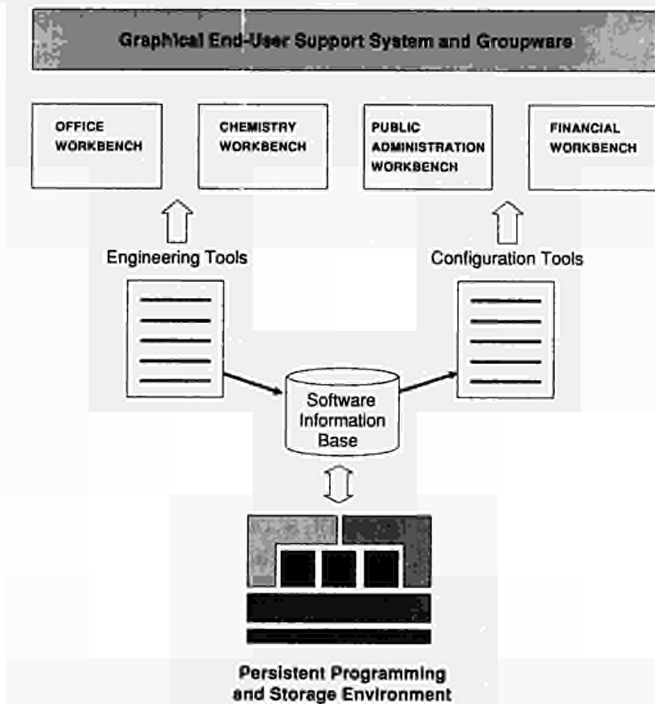 Graphical End-User Support System and Groupware
OFFICE
WORKBENCH
CHEMISTRY
WORKBENCH
PUBLIC
ADMINISTRATION
WORKBENCH
FINANCIAL
WORKBENCH
Engineering Tools
Configuration Tools
Software
Information
Base
Persistent Programming
and Storage Environment